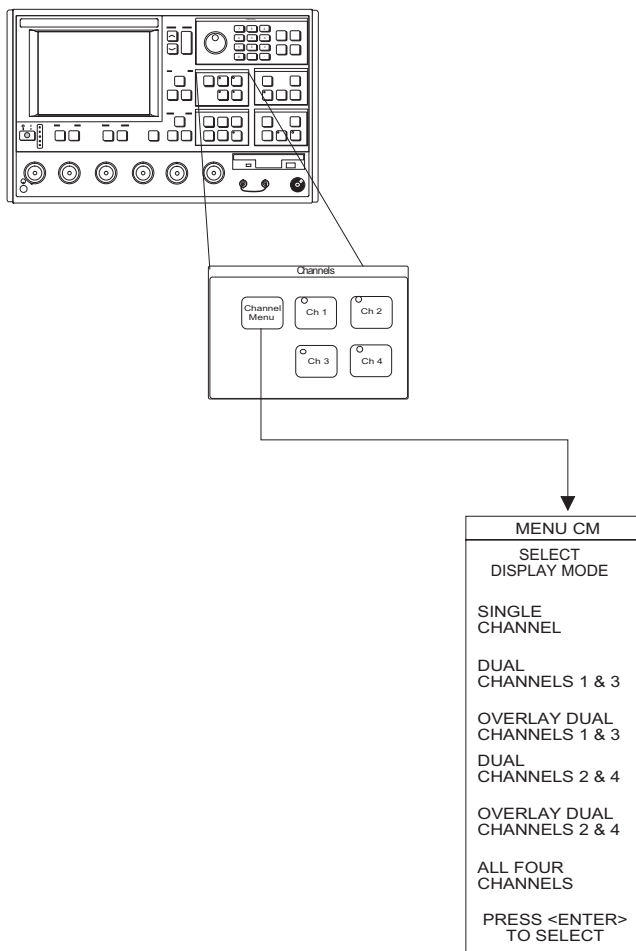 Channels
Channel
Menu
Ch 1
Ch 2
Ch 3
Ch 4
MENU CM
SELECT
DISPLAY MODE
SINGLE
CHANNEL
DUAL
CHANNELS 1 & 3
OVERLAY DUAL
CHANNELS 1 & 3
DUAL
CHANNELS 2 & 4
OVERLAY DUAL
CHANNELS 2 & 4
ALL FOUR
CHANNELS
PRESS <ENTER>
TO SELECT